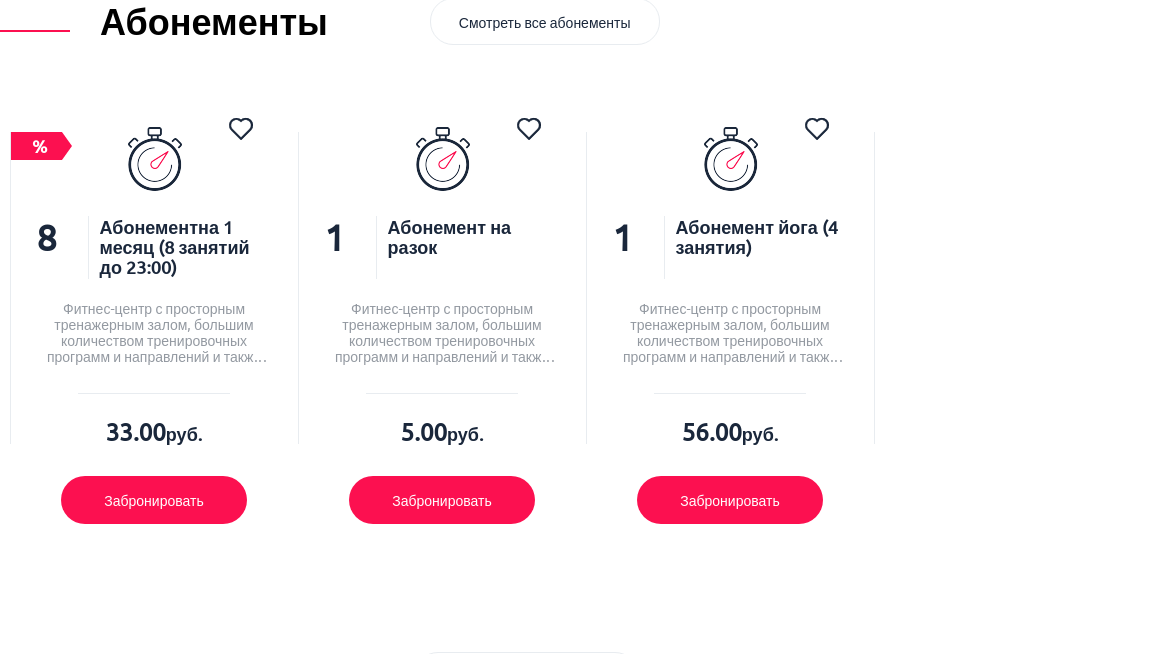 Абонементы
Смотреть все абонементы
%
8
Абонементна 1
месяц (8 занятий
до 23:00)
Фитнес-центр с просторным
тренажерным залом, большим
количеством тренировочных
программ и направлений и такж...
33.00руб.
Забронировать
1
Абонемент на
разок
Фитнес-центр с просторным
тренажерным залом, большим
количеством тренировочных
программ и направлений и такж...
5.00руб.
Забронировать
1
Абонемент йога (4
занятия)
Фитнес-центр с просторным
тренажерным залом, большим
количеством тренировочных
программ и направлений и такж...
56.00руб.
Забронировать